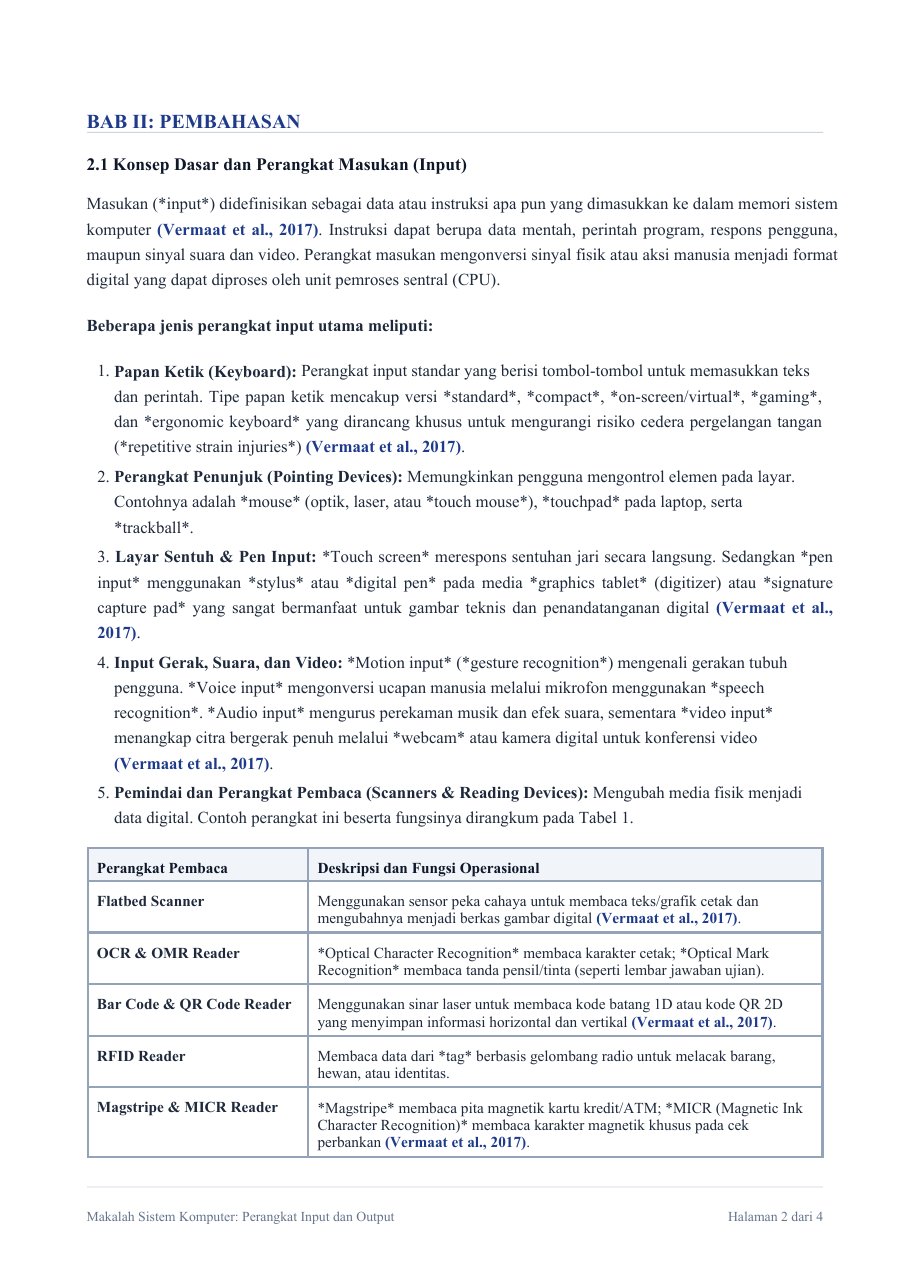 BAB II: PEMBAHASAN
2.1 Konsep Dasar dan Perangkat Masukan (Input)
Masukan (*input*) didefinisikan sebagai data atau instruksi apa pun yang dimasukkan ke dalam memori sistem
komputer (Vermaat et al., 2017). Instruksi dapat berupa data mentah, perintah program, respons pengguna,
maupun sinyal suara dan video. Perangkat masukan mengonversi sinyal fisik atau aksi manusia menjadi format
digital yang dapat diproses oleh unit pemroses sentral (CPU).
Beberapa jenis perangkat input utama meliputi:
1. Papan Ketik (Keyboard): Perangkat input standar yang berisi tombol-tombol untuk memasukkan teks
dan perintah. Tipe papan ketik mencakup versi *standard*, *compact*, *on-screen/virtual*, *gaming*,
dan *ergonomic keyboard* yang dirancang khusus untuk mengurangi risiko cedera pergelangan tangan
(*repetitive strain injuries*) (Vermaat et al., 2017).
2. Perangkat Penunjuk (Pointing Devices): Memungkinkan pengguna mengontrol elemen pada layar.
Contohnya adalah *mouse* (optik, laser, atau *touch mouse*), *touchpad* pada laptop, serta
*trackball*.
3. Layar Sentuh & Pen Input: *Touch screen* merespons sentuhan jari secara langsung. Sedangkan *pen
input* menggunakan *stylus* atau *digital pen* pada media *graphics tablet* (digitizer) atau *signature
capture pad* yang sangat bermanfaat untuk gambar teknis dan penandatanganan digital (Vermaat et al.,
2017).
4. Input Gerak, Suara, dan Video: *Motion input* (*gesture recognition*) mengenali gerakan tubuh
pengguna. *Voice input* mengonversi ucapan manusia melalui mikrofon menggunakan *speech
recognition*. *Audio input* mengurus perekaman musik dan efek suara, sementara *video input*
menangkap citra bergerak penuh melalui *webcam* atau kamera digital untuk konferensi video
(Vermaat et al., 2017).
5. Pemindai dan Perangkat Pembaca (Scanners & Reading Devices): Mengubah media fisik menjadi
data digital. Contoh perangkat ini beserta fungsinya dirangkum pada Tabel 1.
Perangkat Pembaca Deskripsi dan Fungsi Operasional
Flatbed Scanner Menggunakan sensor peka cahaya untuk membaca teks/grafik cetak dan
mengubahnya menjadi berkas gambar digital (Vermaat et al., 2017).
OCR & OMR Reader *Optical Character Recognition* membaca karakter cetak; *Optical Mark
Recognition* membaca tanda pensil/tinta (seperti lembar jawaban ujian).
Bar Code & QR Code Reader Menggunakan sinar laser untuk membaca kode batang 1D atau kode QR 2D
yang menyimpan informasi horizontal dan vertikal (Vermaat et al., 2017).
RFID Reader Membaca data dari *tag* berbasis gelombang radio untuk melacak barang,
hewan, atau identitas.
Magstripe & MICR Reader *Magstripe* membaca pita magnetik kartu kredit/ATM; *MICR (Magnetic Ink
Character Recognition)* membaca karakter magnetik khusus pada cek
perbankan (Vermaat et al., 2017).
Makalah Sistem Komputer: Perangkat Input dan Output Halaman 2 dari 4